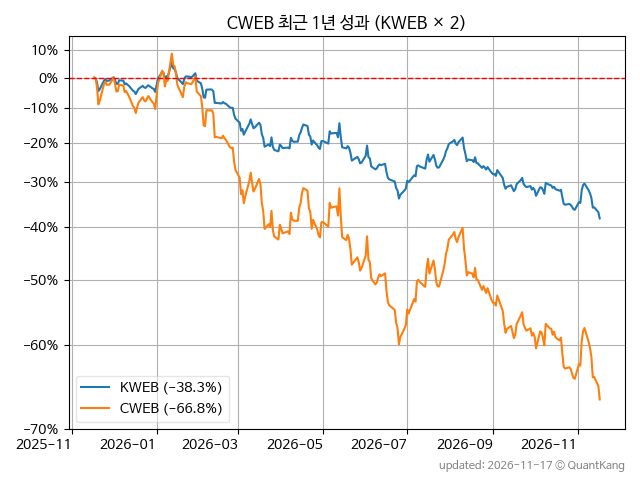 CWEB 최근 1년 성과 (KWEB × 2)
10%
0%
−10%
−20%
−30%
−40%
−50%
−60%
−70%
KWEB (−38.3%)
CWEB (−66.8%)
2025-11 2026-01 2026-03 2026-05 2026-07 2026-09 2026-11
updated: 2026-11-17 © QuantKang